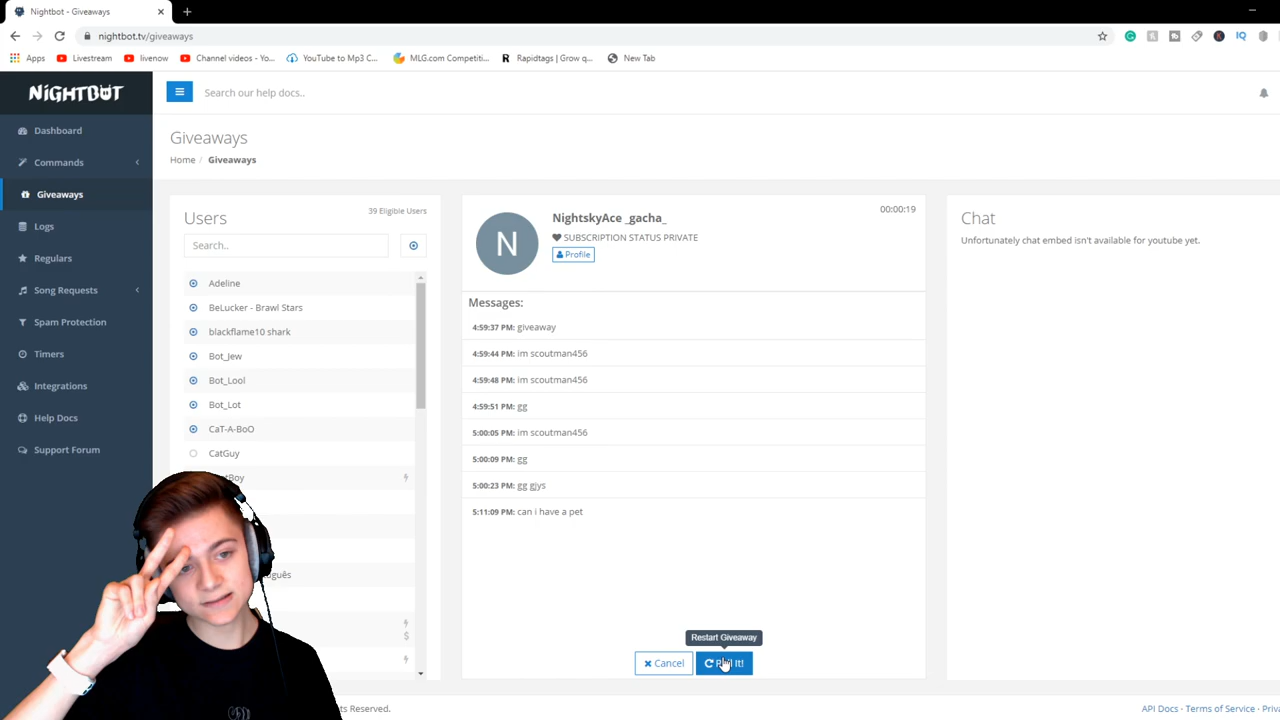 Nightbot - Giveaways
nightbot.tv/giveaways
Apps
Livestream
livenow
Channel videos - Yo...
YouTube to Mp3 C...
MLG.com Competiti...
Rapidtags | Grow q...
New Tab
NIGHTBOT
Search our help docs..
Dashboard
Commands
Giveaways
Logs
Regulars
Song Requests
Spam Protection
Timers
Integrations
Help Docs
Support Forum
Giveaways
Home / Giveaways
Users
39 Eligible Users
Search..
Adeline
BeLucker - Brawl Stars
blackflame10 shark
Bot_Jew
Bot_Lool
Bot_Lot
CaT-A-BoO
CatGuy
N
NightskyAce _gacha_
00:00:19
SUBSCRIPTION STATUS PRIVATE
Profile
Messages:
4:59:37 PM: giveaway
4:59:44 PM: im scoutman456
4:59:48 PM: im scoutman456
4:59:51 PM: gg
5:00:05 PM: im scoutman456
5:00:09 PM: gg
5:00:23 PM: gg gjys
5:11:09 PM: can i have a pet
Restart Giveaway
Cancel
It!
Chat
Unfortunately chat embed isn't available for youtube yet.
ts Reserved.
API Docs - Terms of Service - Priva